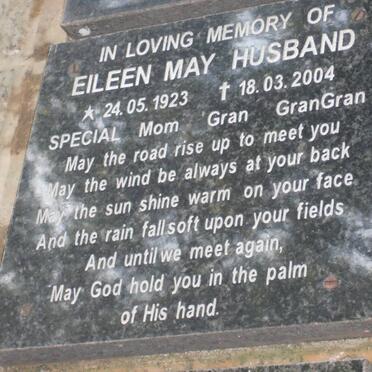 IN LOVING MEMORY OF
EILEEN MAY HUSBAND
☆ 24.05.1923 † 18.03.2004
SPECIAL Mom Gran GranGran
May the road rise up to meet you
May the wind be always at your back
May the sun shine warm on your face
And the rain fall soft upon your fields
And until we meet again,
May God hold you in the palm
of His hand.